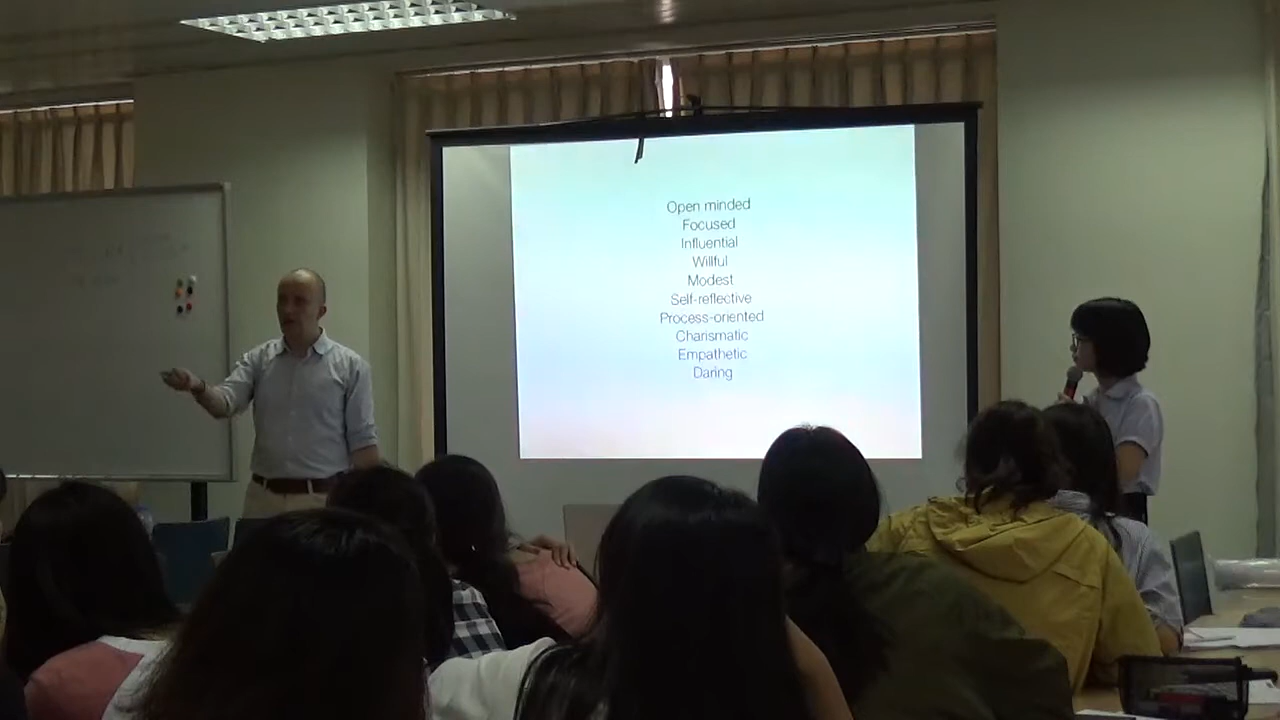 Open minded
Focused
Influential
Willful
Modest
Self-reflective
Process-oriented
Charismatic
Empathetic
Daring